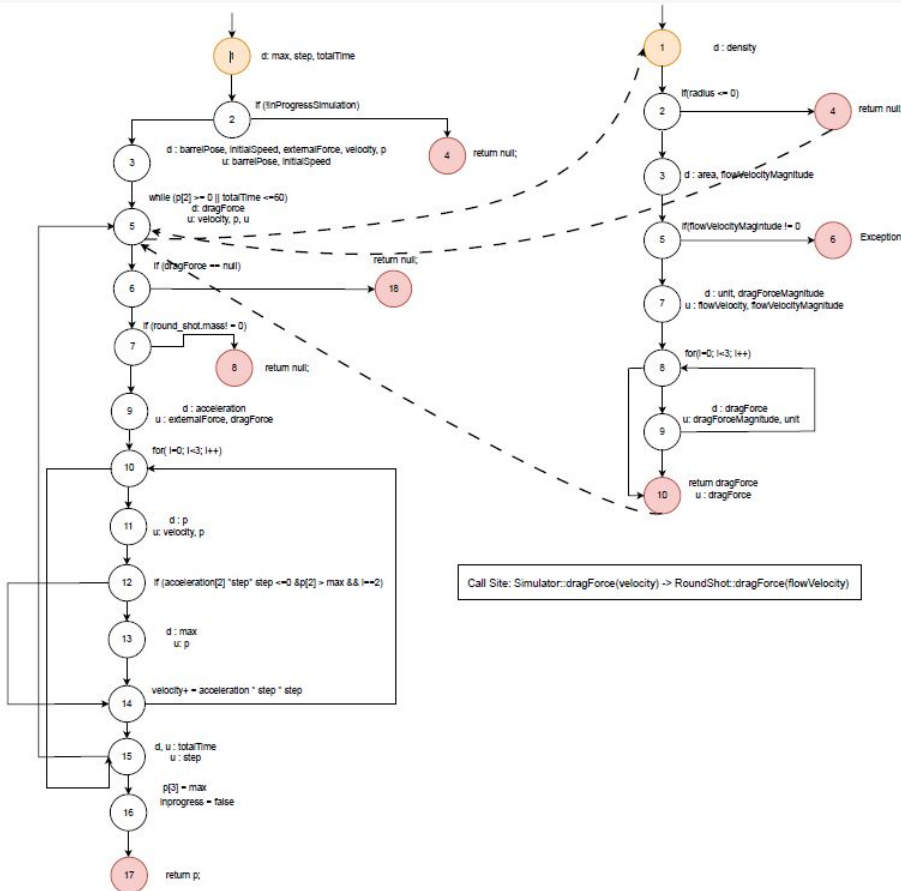 1
d: max, step, totalTime
If (!inProgressSimulation)
2
d : barrelPose, initialSpeed, externalForce, velocity, p
u: barrelPose, initialSpeed
3
4
return null;
while (p[2] >= 0 || totalTime <=60)
d: dragForce
u: velocity, p, u
5
If (dragForce == null)
6
return null;
18
If (round_shot.mass! = 0)
7
8
return null;
9
d : acceleration
u : externalForce, dragForce
for( i=0; i<3; i++)
10
11
d : p
u: velocity, p
12
If (acceleration[2] *step* step <=0 &p[2] > max && i==2)
13
d : max
u: p
14
velocity+ = acceleration * step * step
15
d, u : totalTime
u : step
p[3] = max
inprogress = false
16
17
return p;
1
d : density
If(radius <= 0)
2
4
return null;
3
d : area, flowVelocityMagnitude
If(flowVelocityMagintude != 0
5
6
Exception
7
d : unit, dragForceMagnitude
u : flowVelocity, flowVelocityMagnitude
for(i=0; i<3; i++)
8
9
d : dragForce
u: dragForceMagnitude, unit
10
return dragForce
u : dragForce
Call Site: Simulator::dragForce(velocity) -> RoundShot::dragForce(flowVelocity)